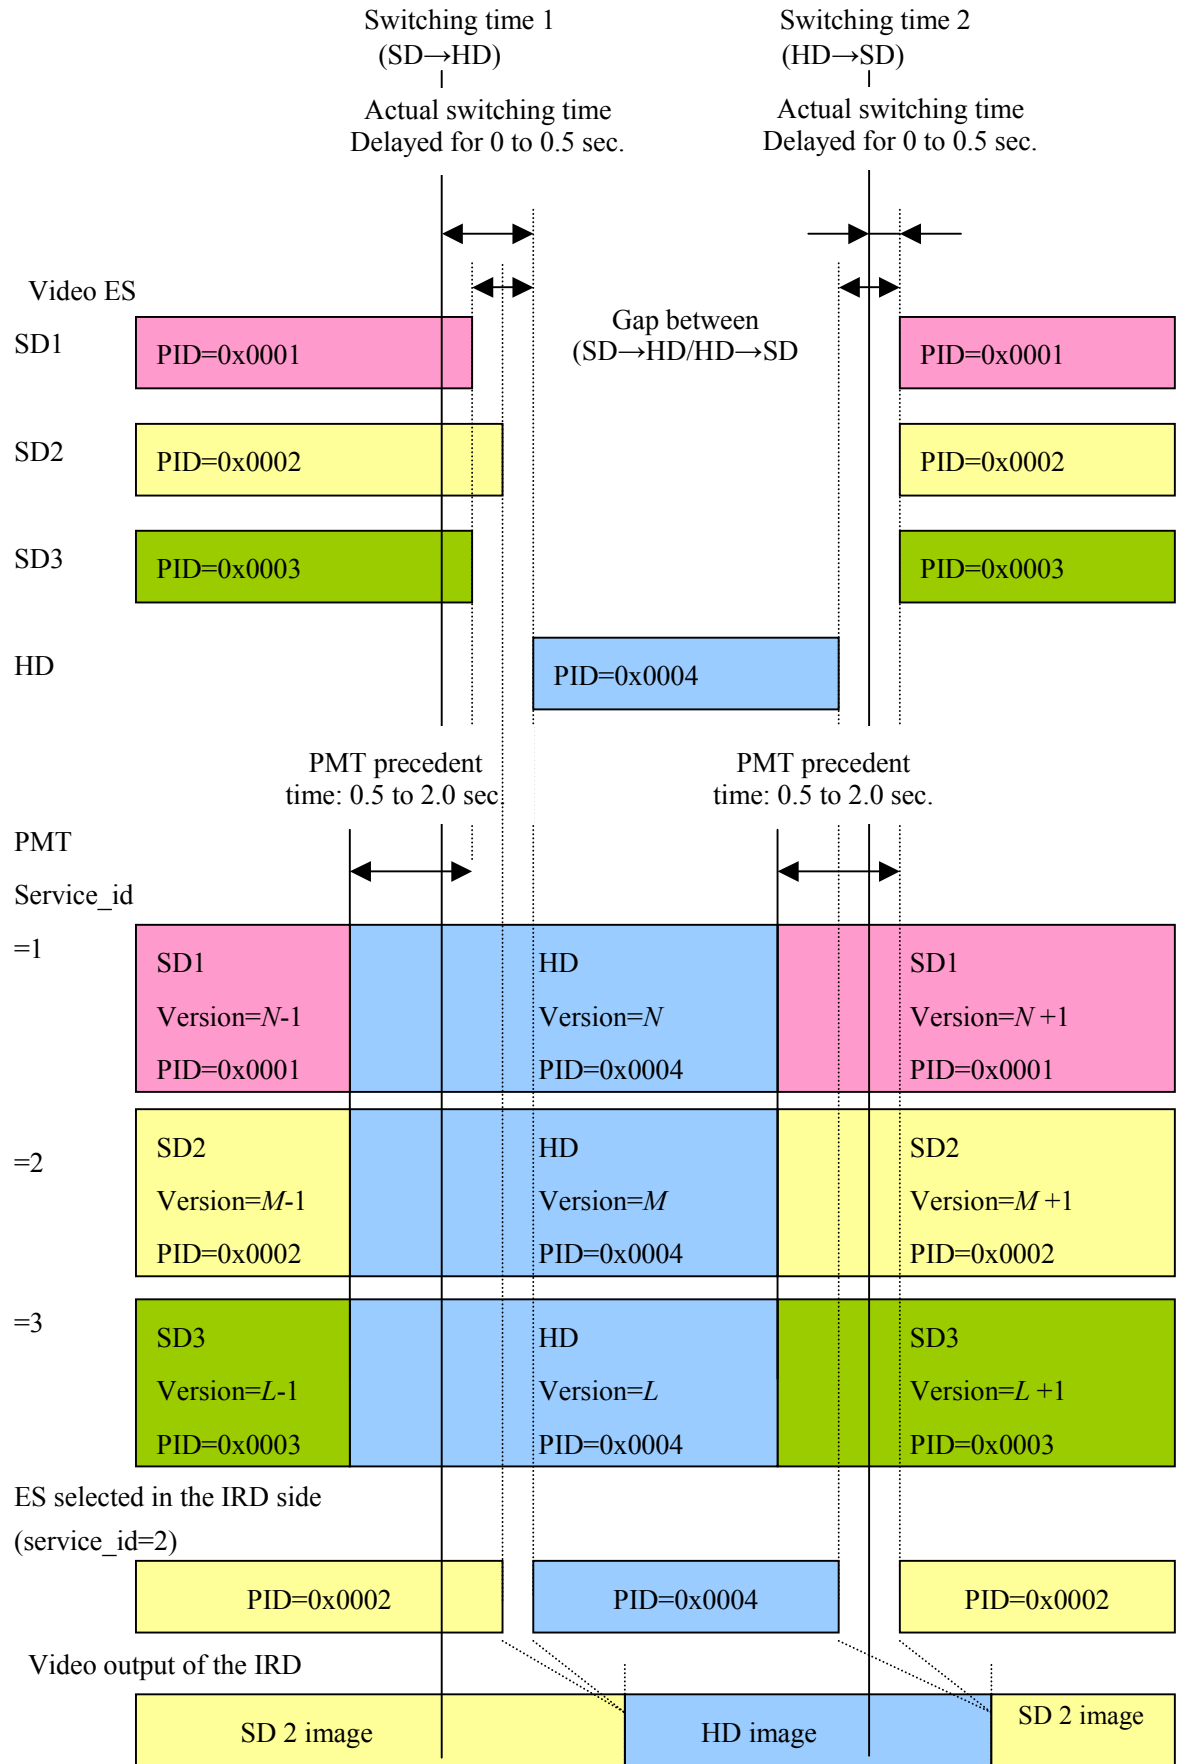 Switching time 1
(SD→HD)
Switching time 2
(HD→SD)
Actual switching time
Delayed for 0 to 0.5 sec.
Actual switching time
Delayed for 0 to 0.5 sec.
Video ES
Gap between
(SD→HD/HD→SD
SD1
PID=0x0001
PID=0x0001
SD2
PID=0x0002
PID=0x0002
SD3
PID=0x0003
PID=0x0003
HD
PID=0x0004
PMT precedent
time: 0.5 to 2.0 sec.
PMT precedent
time: 0.5 to 2.0 sec.
PMT
Service_id
=1
SD1
Version=N-1
PID=0x0001
HD
Version=N
PID=0x0004
SD1
Version=N +1
PID=0x0001
=2
SD2
Version=M-1
PID=0x0002
HD
Version=M
PID=0x0004
SD2
Version=M +1
PID=0x0002
=3
SD3
Version=L-1
PID=0x0003
HD
Version=L
PID=0x0004
SD3
Version=L +1
PID=0x0003
ES selected in the IRD side
(service_id=2)
PID=0x0002
PID=0x0004
PID=0x0002
Video output of the IRD
SD 2 image
HD image
SD 2 image